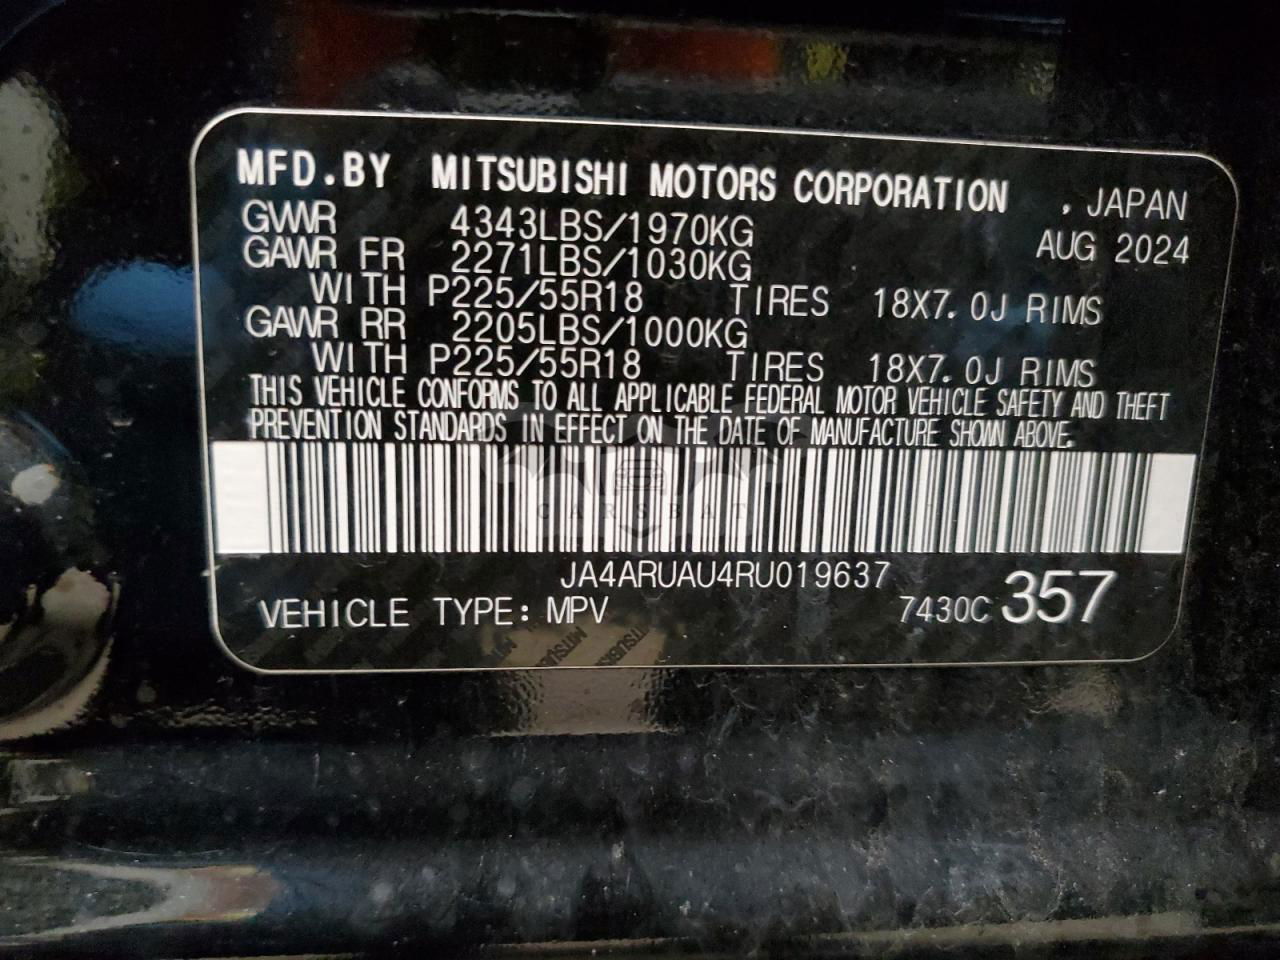 MFD.BY MITSUBISHI MOTORS CORPORATION , JAPAN
GVWR 4343LBS/1970KG AUG 2024
GAWR FR 2271LBS/1030KG
WITH P225/55R18 TIRES 18X7.0J RIMS
GAWR RR 2205LBS/1000KG
WITH P225/55R18 TIRES 18X7.0J RIMS
THIS VEHICLE CONFORMS TO ALL APPLICABLE FEDERAL MOTOR VEHICLE SAFETY AND THEFT
PREVENTION STANDARDS IN EFFECT ON THE DATE OF MANUFACTURE SHOWN ABOVE.
CARSBAT
JA4ARUAU4RU019637
VEHICLE TYPE: MPV 7430C 357